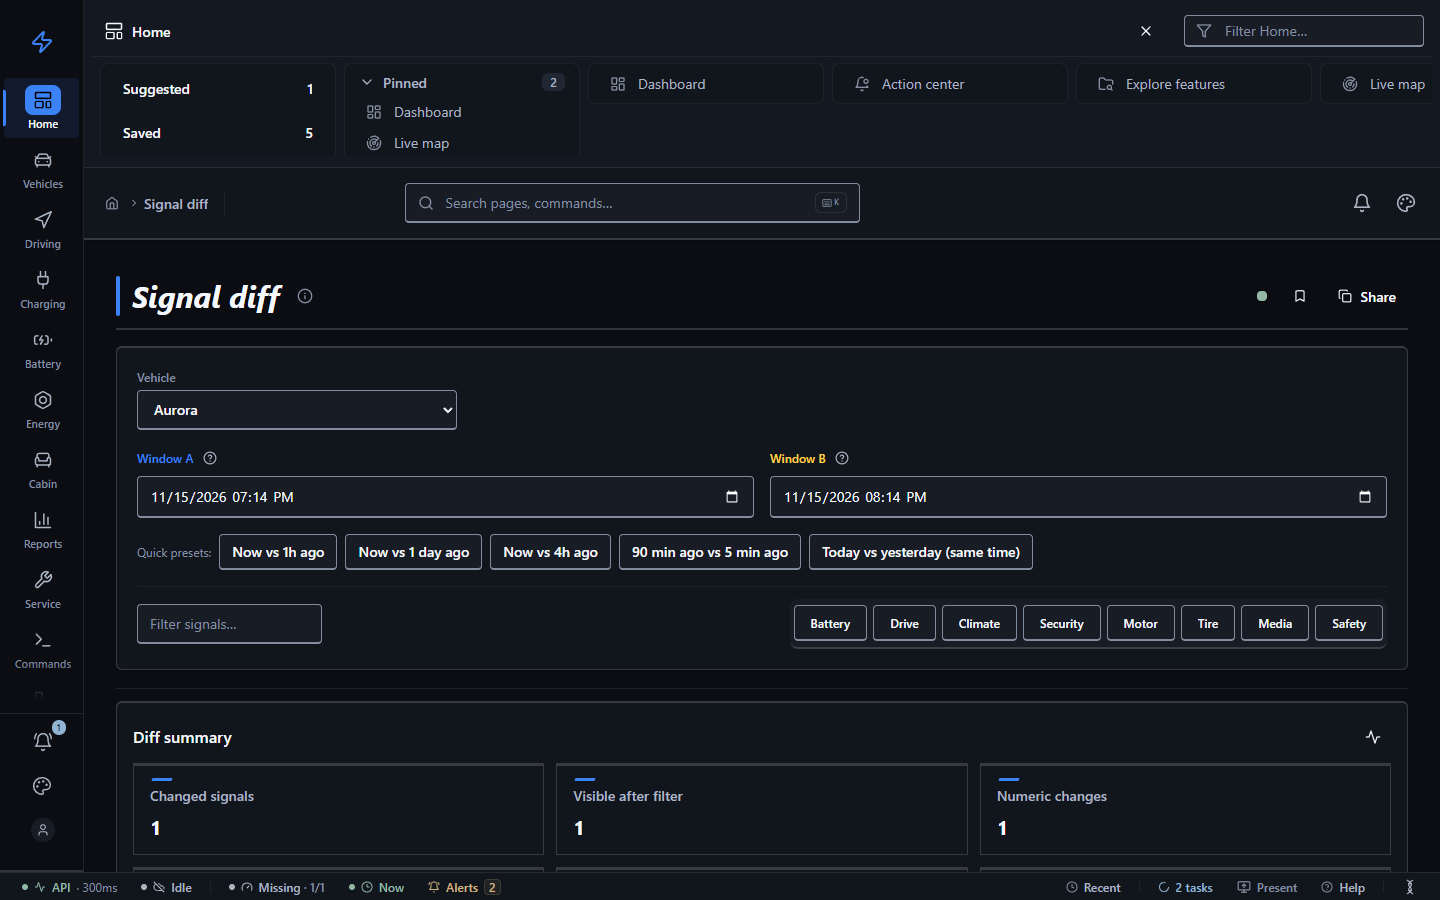 Home
Filter Home...
Home
Vehicles
Driving
Charging
Battery
Energy
Cabin
Reports
Service
Commands
1
Suggested 1
Saved 5
Pinned 2
Dashboard
Live map
Dashboard
Action center
Explore features
Live map
Signal diff
Search pages, commands...
K
Signal diff
Share
Vehicle
Aurora
Window A
11/15/2026 07:14 PM
Window B
11/15/2026 08:14 PM
Quick presets: Now vs 1h ago Now vs 1 day ago Now vs 4h ago 90 min ago vs 5 min ago Today vs yesterday (same time)
Filter signals...
Battery Drive Climate Security Motor Tire Media Safety
Diff summary
Changed signals
1
Visible after filter
1
Numeric changes
1
API · 300ms Idle Missing · 1/1 Now Alerts 2 Recent 2 tasks Present Help